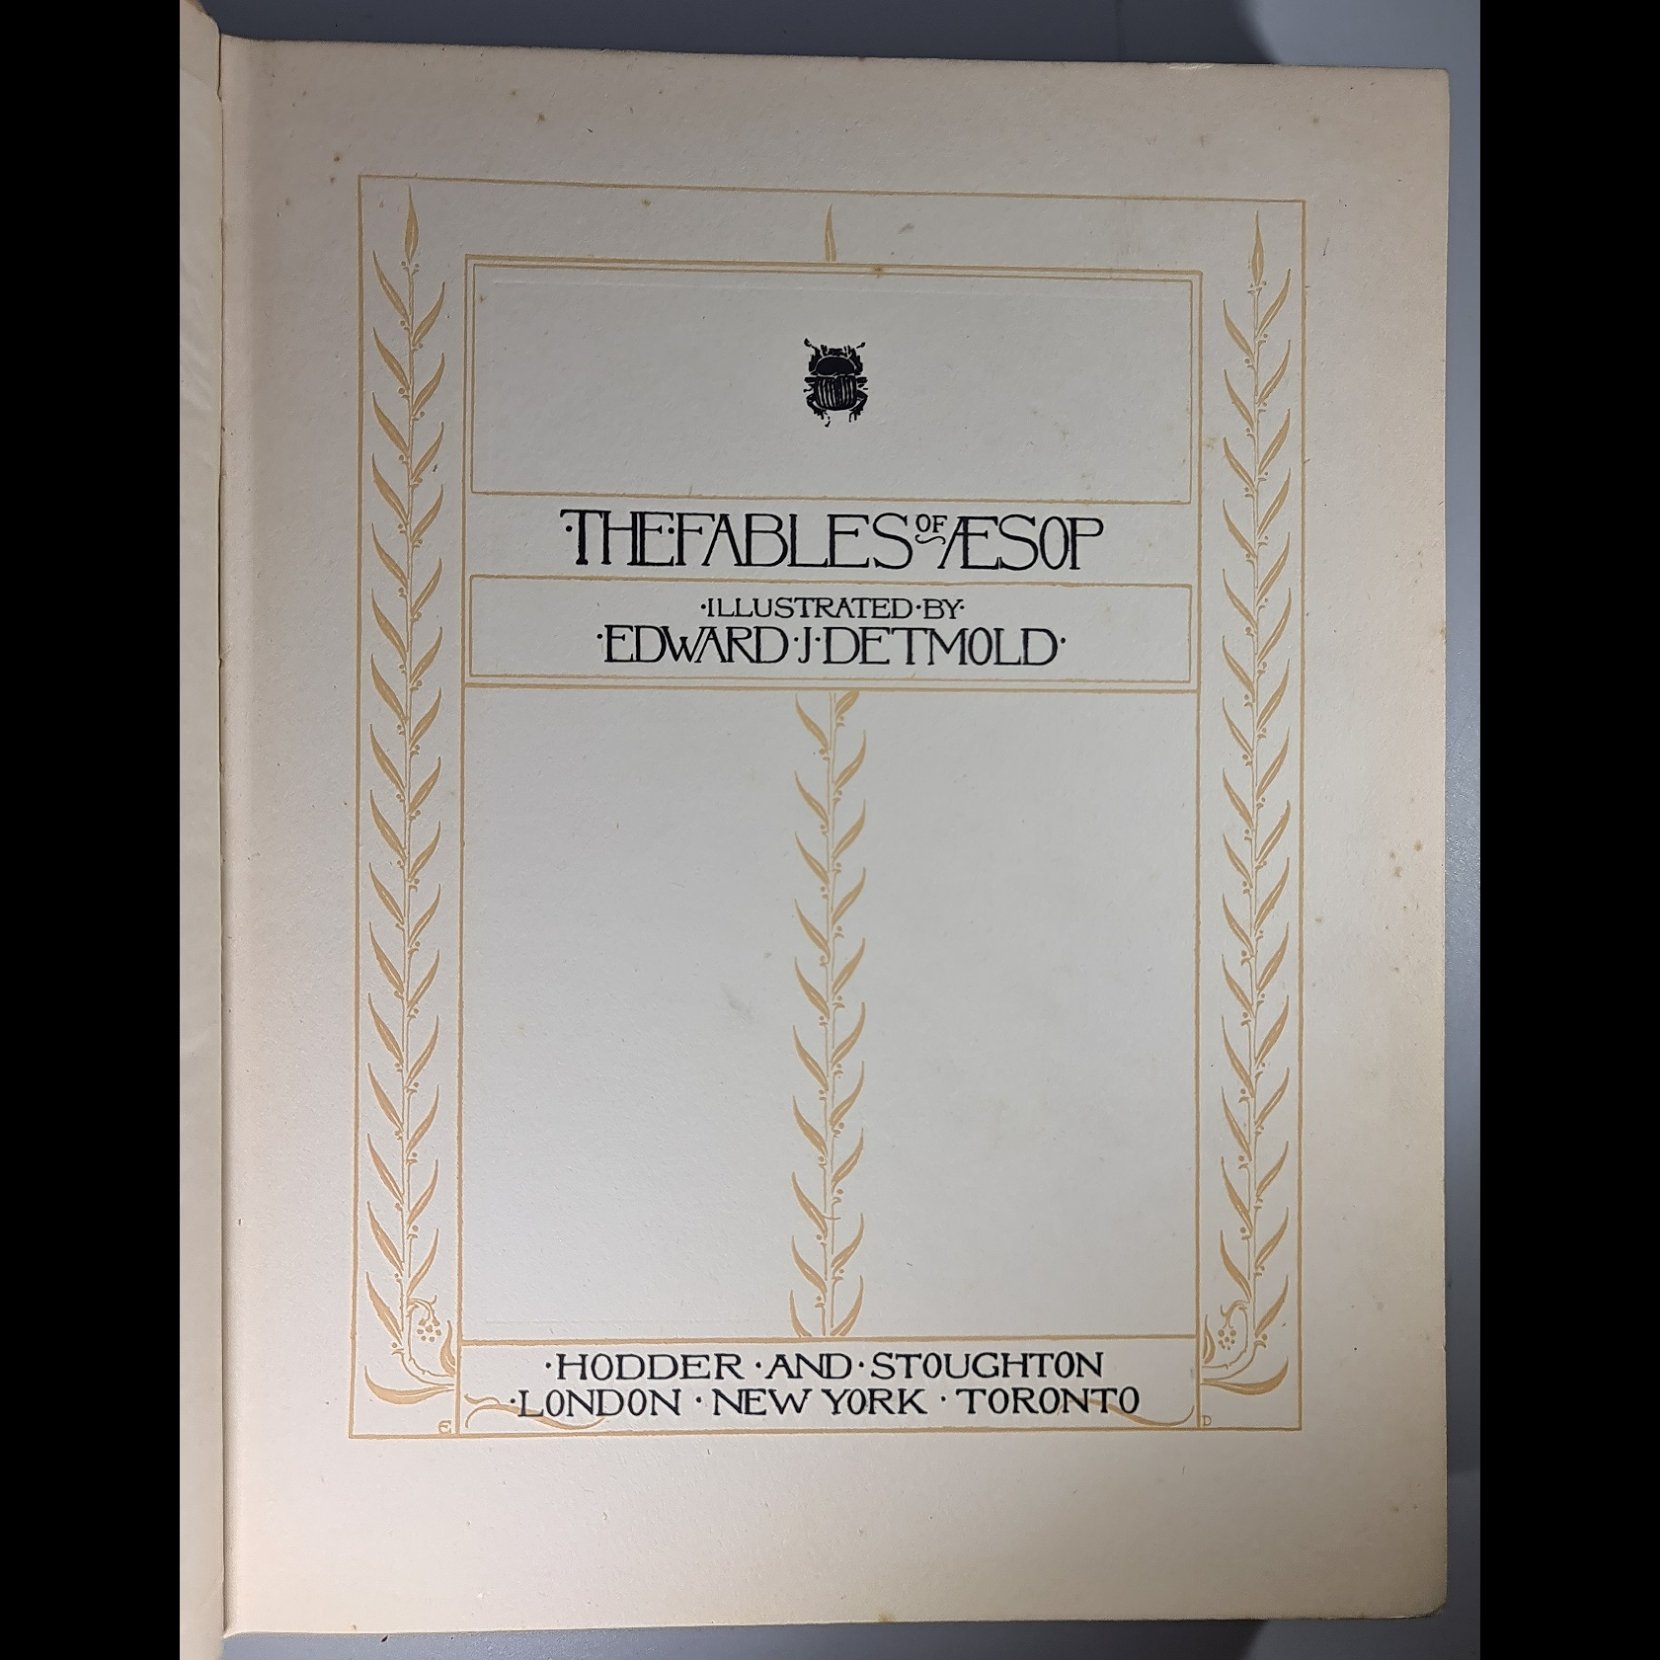 ·THE·FABLES OF ÆSOP
·ILLUSTRATED·BY·
·EDWARD·J·DETMOLD·
·HODDER·AND·STOUGHTON
·LONDON·NEW YORK·TORONTO
E D